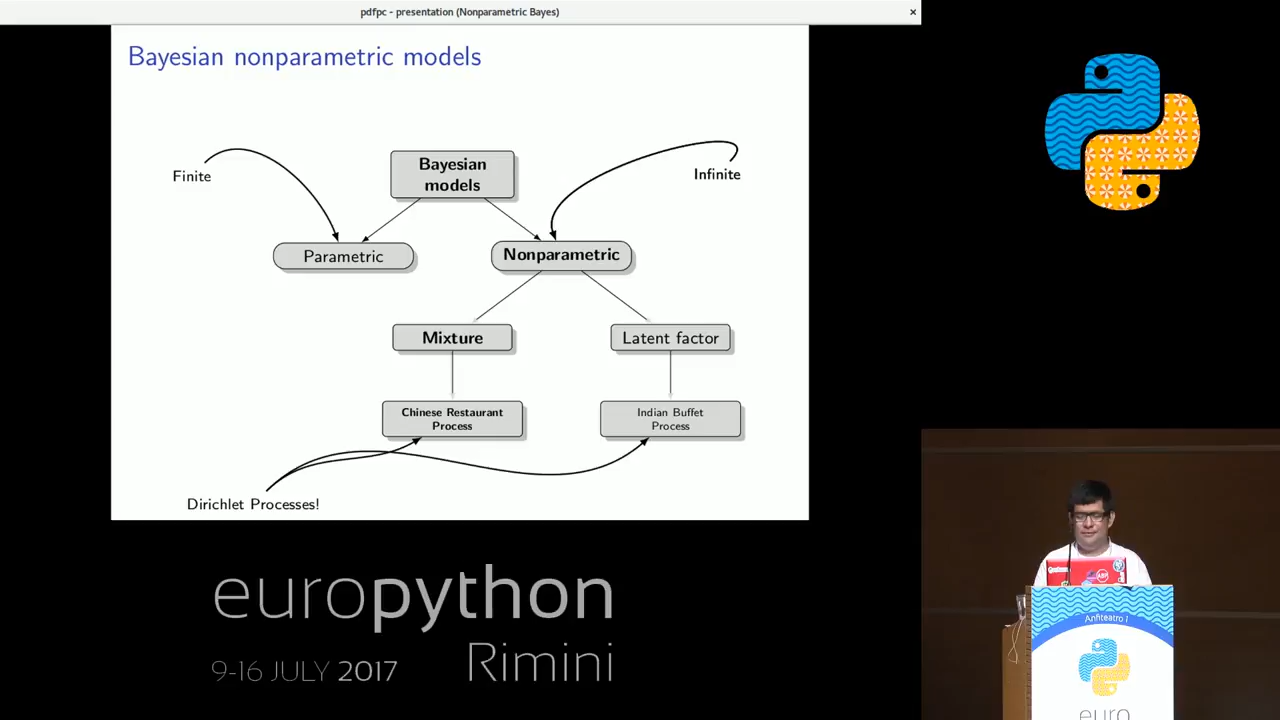 pdfpc - presentation (Nonparametric Bayes)
×
Bayesian nonparametric models
Finite
Bayesian
models
Infinite
Parametric
Nonparametric
Mixture
Latent factor
Chinese Restaurant
Process
Indian Buffet
Process
Dirichlet Processes!
europython
9-16 JULY 2017
Rimini
Anfiteatro 1
euro